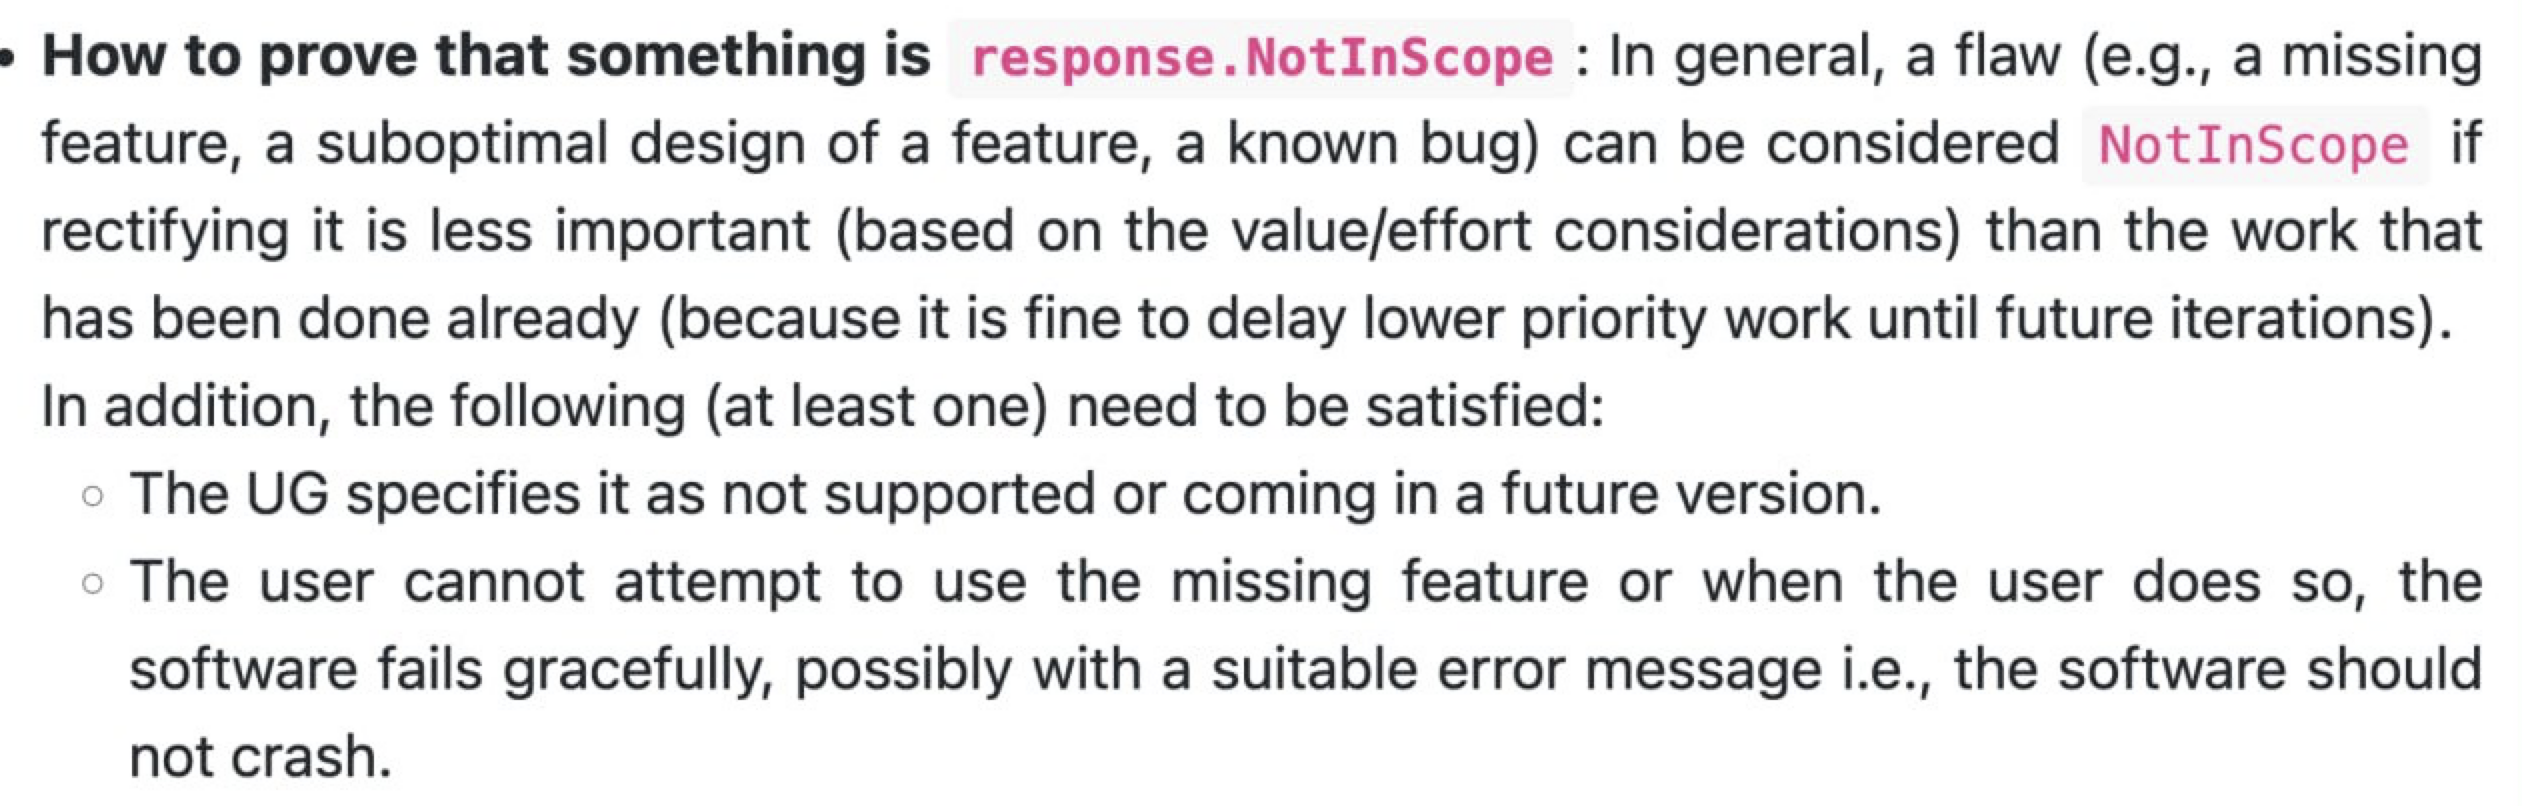 • How to prove that something is response.NotInScope : In general, a flaw (e.g., a missing
feature, a suboptimal design of a feature, a known bug) can be considered NotInScope if
rectifying it is less important (based on the value/effort considerations) than the work that
has been done already (because it is fine to delay lower priority work until future iterations).
In addition, the following (at least one) need to be satisfied:
○ The UG specifies it as not supported or coming in a future version.
○ The user cannot attempt to use the missing feature or when the user does so, the
software fails gracefully, possibly with a suitable error message i.e., the software should
not crash.